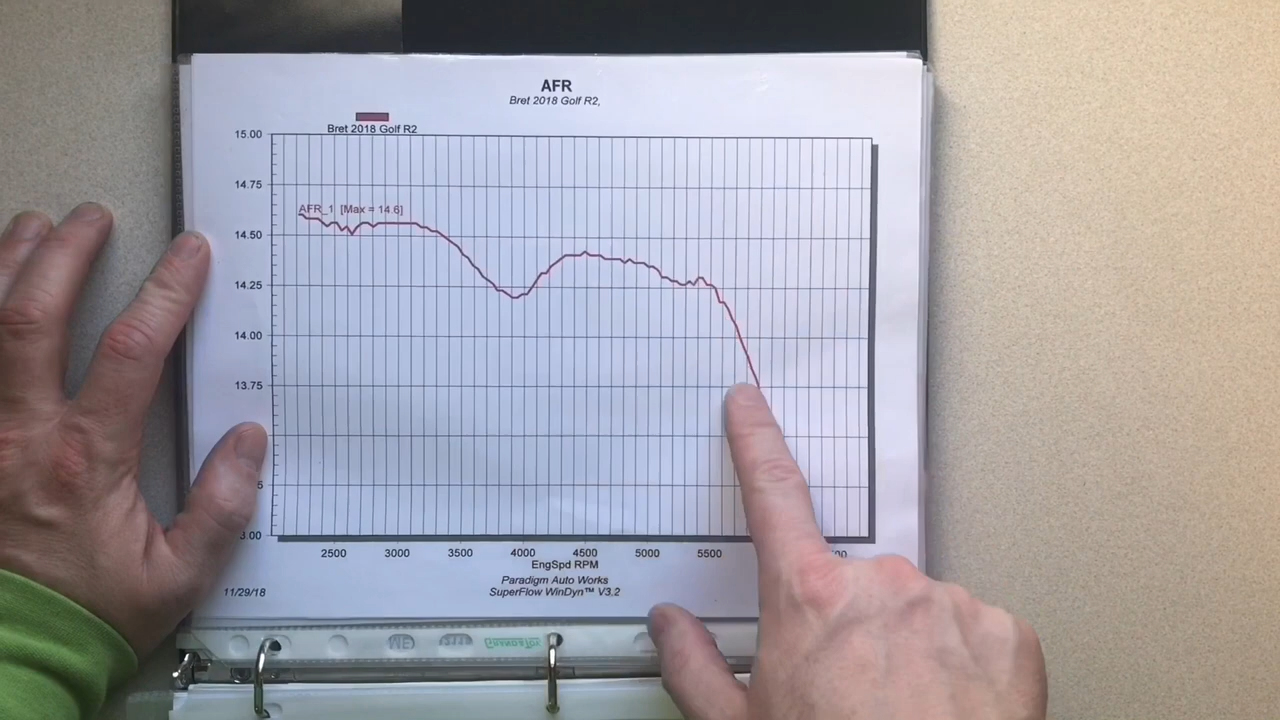 AFR
Bret 2018 Golf R2,
Bret 2018 Golf R2
15.00
14.75
AFR_1 [Max = 14.6]
14.50
14.25
14.00
13.75
5
3.00
2500 3000 3500 4000 4500 5000 5500 00
EngSpd RPM
Paradigm Auto Works
11/29/18 SuperFlow WinDyn™ V3.2